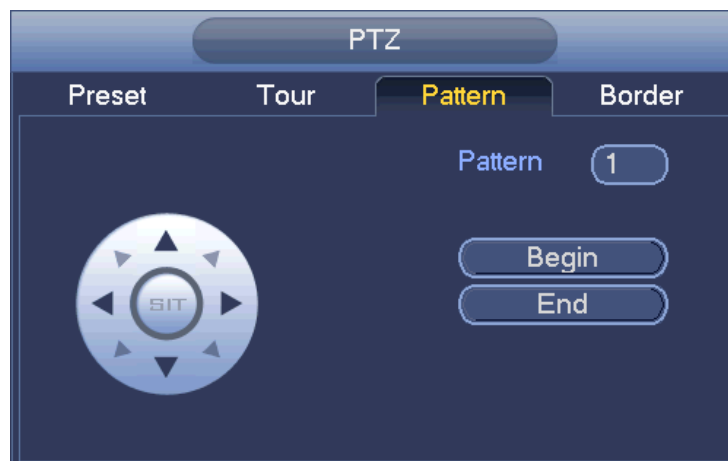 PTZ
Preset Tour Pattern Border
Pattern 1
Begin
SIT
End